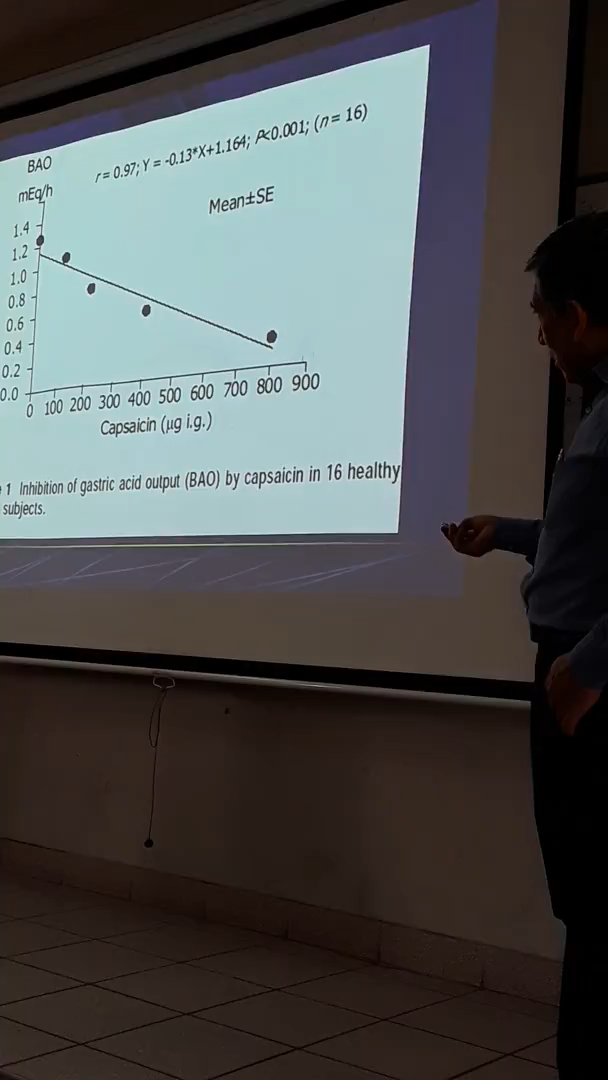 BAO
mEq/h
r = 0.97; Y = -0.13*X+1.164; P<0.001; (n = 16)
Mean±SE
1.4
1.2
1.0
0.8
0.6
0.4
0.2
0.0
0 100 200 300 400 500 600 700 800 900
Capsaicin (µg i.g.)
1 Inhibition of gastric acid output (BAO) by capsaicin in 16 healthy
subjects.